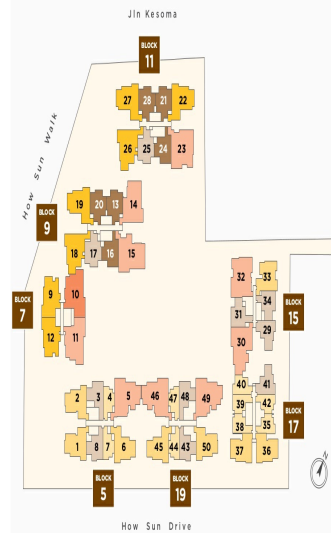 Jln Kesoma
BLOCK
11
27 28 21 22
26 25 24 23
How Sun Walk
19 20 13 14
BLOCK
9
18 17 16 15
9 10
BLOCK
7
12 11
32 33
34
BLOCK
15
31
29
30
40 41
39 42
38 35
37 36
BLOCK
17
2 3 4 5 46 47 48 49
1 8 7 6 45 44 43 50
BLOCK
5
BLOCK
19
N
How Sun Drive